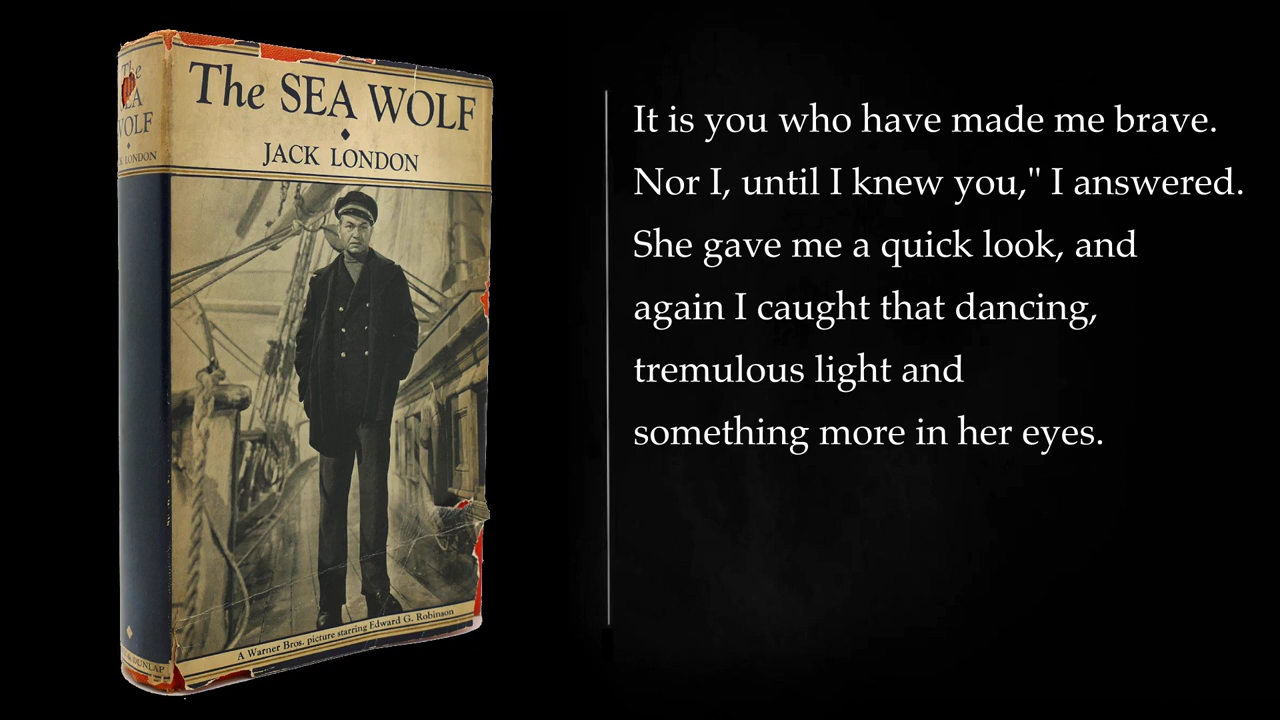 The SEA WOLF
JACK LONDON
The
WOLF
LONDON
A Warner Bros. picture starring Edward G. Robinson
DUNLAP
It is you who have made me brave.
Nor I, until I knew you," I answered.
She gave me a quick look, and
again I caught that dancing,
tremulous light and
something more in her eyes.